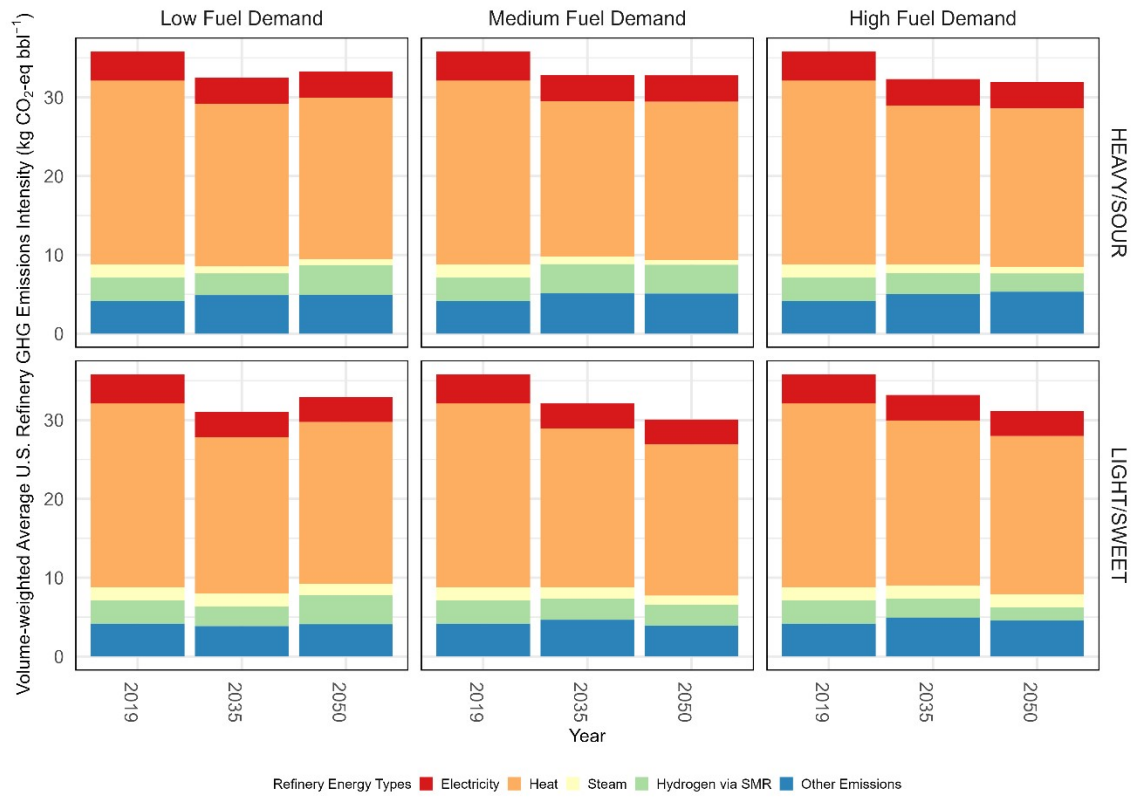 Low Fuel Demand
Medium Fuel Demand
High Fuel Demand
Volume-weighted Average U.S. Refinery GHG Emissions Intensity (kg CO₂-eq bbl⁻¹)
30
20
10
0
HEAVY/SOUR
30
20
10
0
LIGHT/SWEET
2019
2035
2050
2019
2035
2050
2019
2035
2050
Year
Refinery Energy Types Electricity Heat Steam Hydrogen via SMR Other Emissions